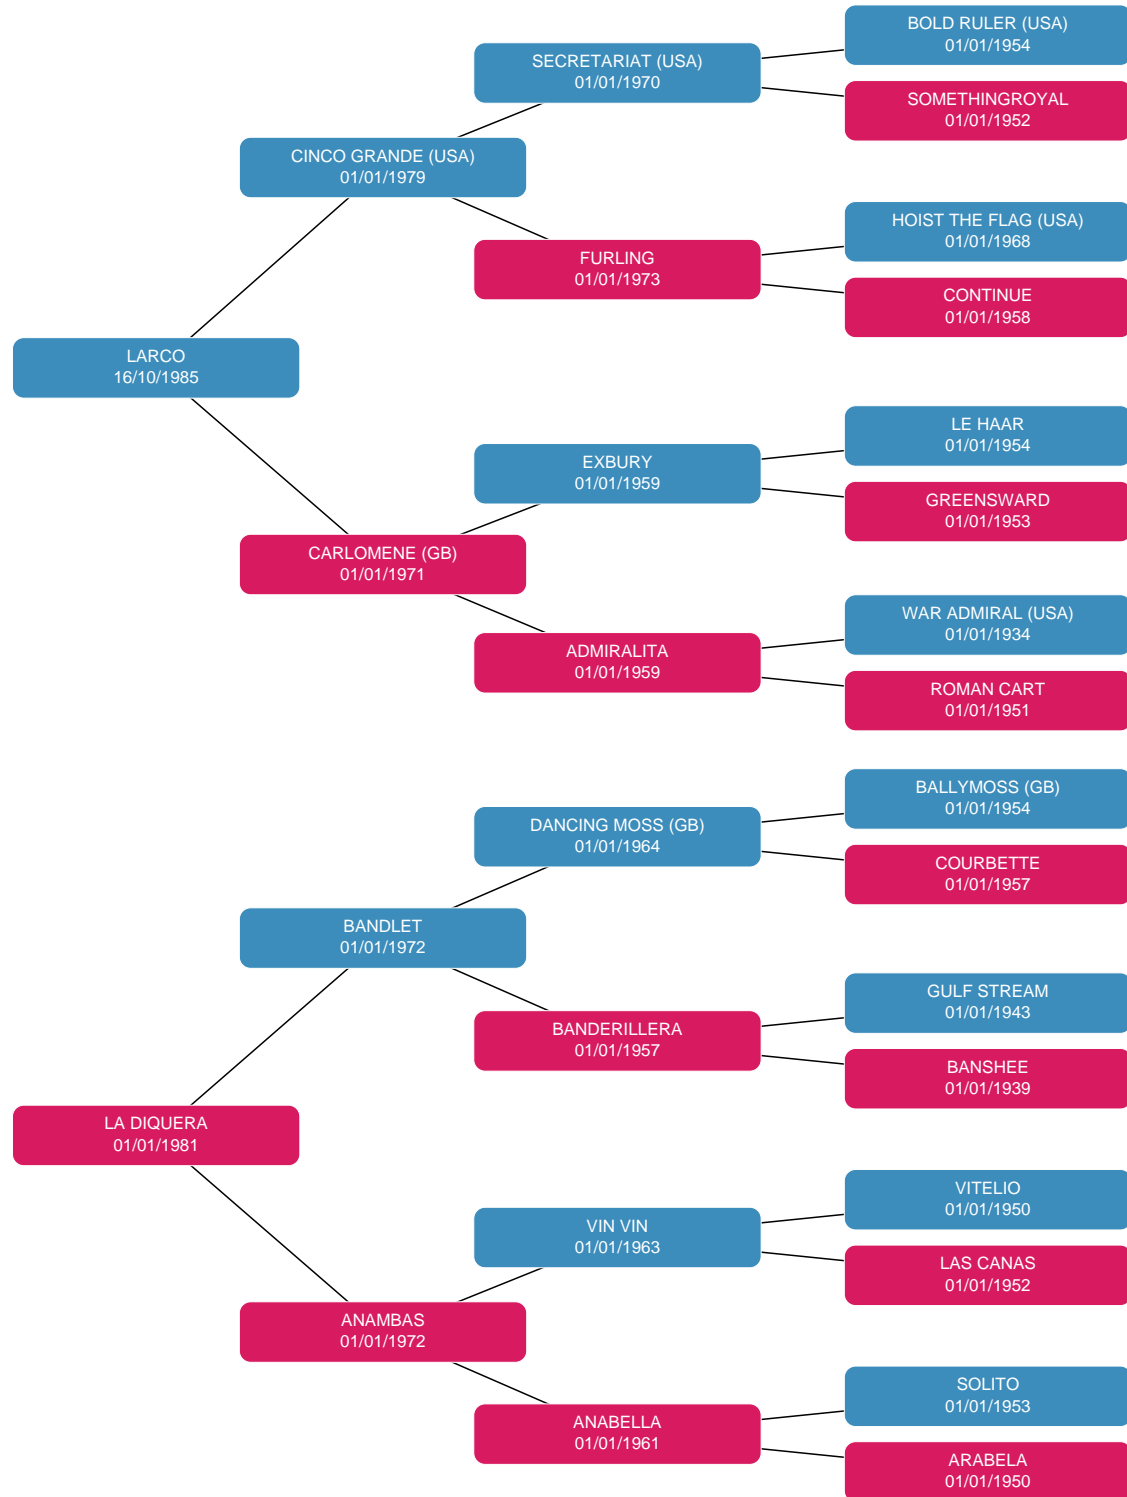 BOLD RULER (USA)
01/01/1954
SECRETARIAT (USA)
01/01/1970
SOMETHINGROYAL
01/01/1952
CINCO GRANDE (USA)
01/01/1979
HOIST THE FLAG (USA)
01/01/1968
FURLING
01/01/1973
CONTINUE
01/01/1958
LARCO
16/10/1985
LE HAAR
01/01/1954
EXBURY
01/01/1959
GREENSWARD
01/01/1953
CARLOMENE (GB)
01/01/1971
WAR ADMIRAL (USA)
01/01/1934
ADMIRALITA
01/01/1959
ROMAN CART
01/01/1951
BALLYMOSS (GB)
01/01/1954
DANCING MOSS (GB)
01/01/1964
COURBETTE
01/01/1957
BANDLET
01/01/1972
GULF STREAM
01/01/1943
BANDERILLERA
01/01/1957
BANSHEE
01/01/1939
LA DIQUERA
01/01/1981
VITELIO
01/01/1950
VIN VIN
01/01/1963
LAS CANAS
01/01/1952
ANAMBAS
01/01/1972
SOLITO
01/01/1953
ANABELLA
01/01/1961
ARABELA
01/01/1950